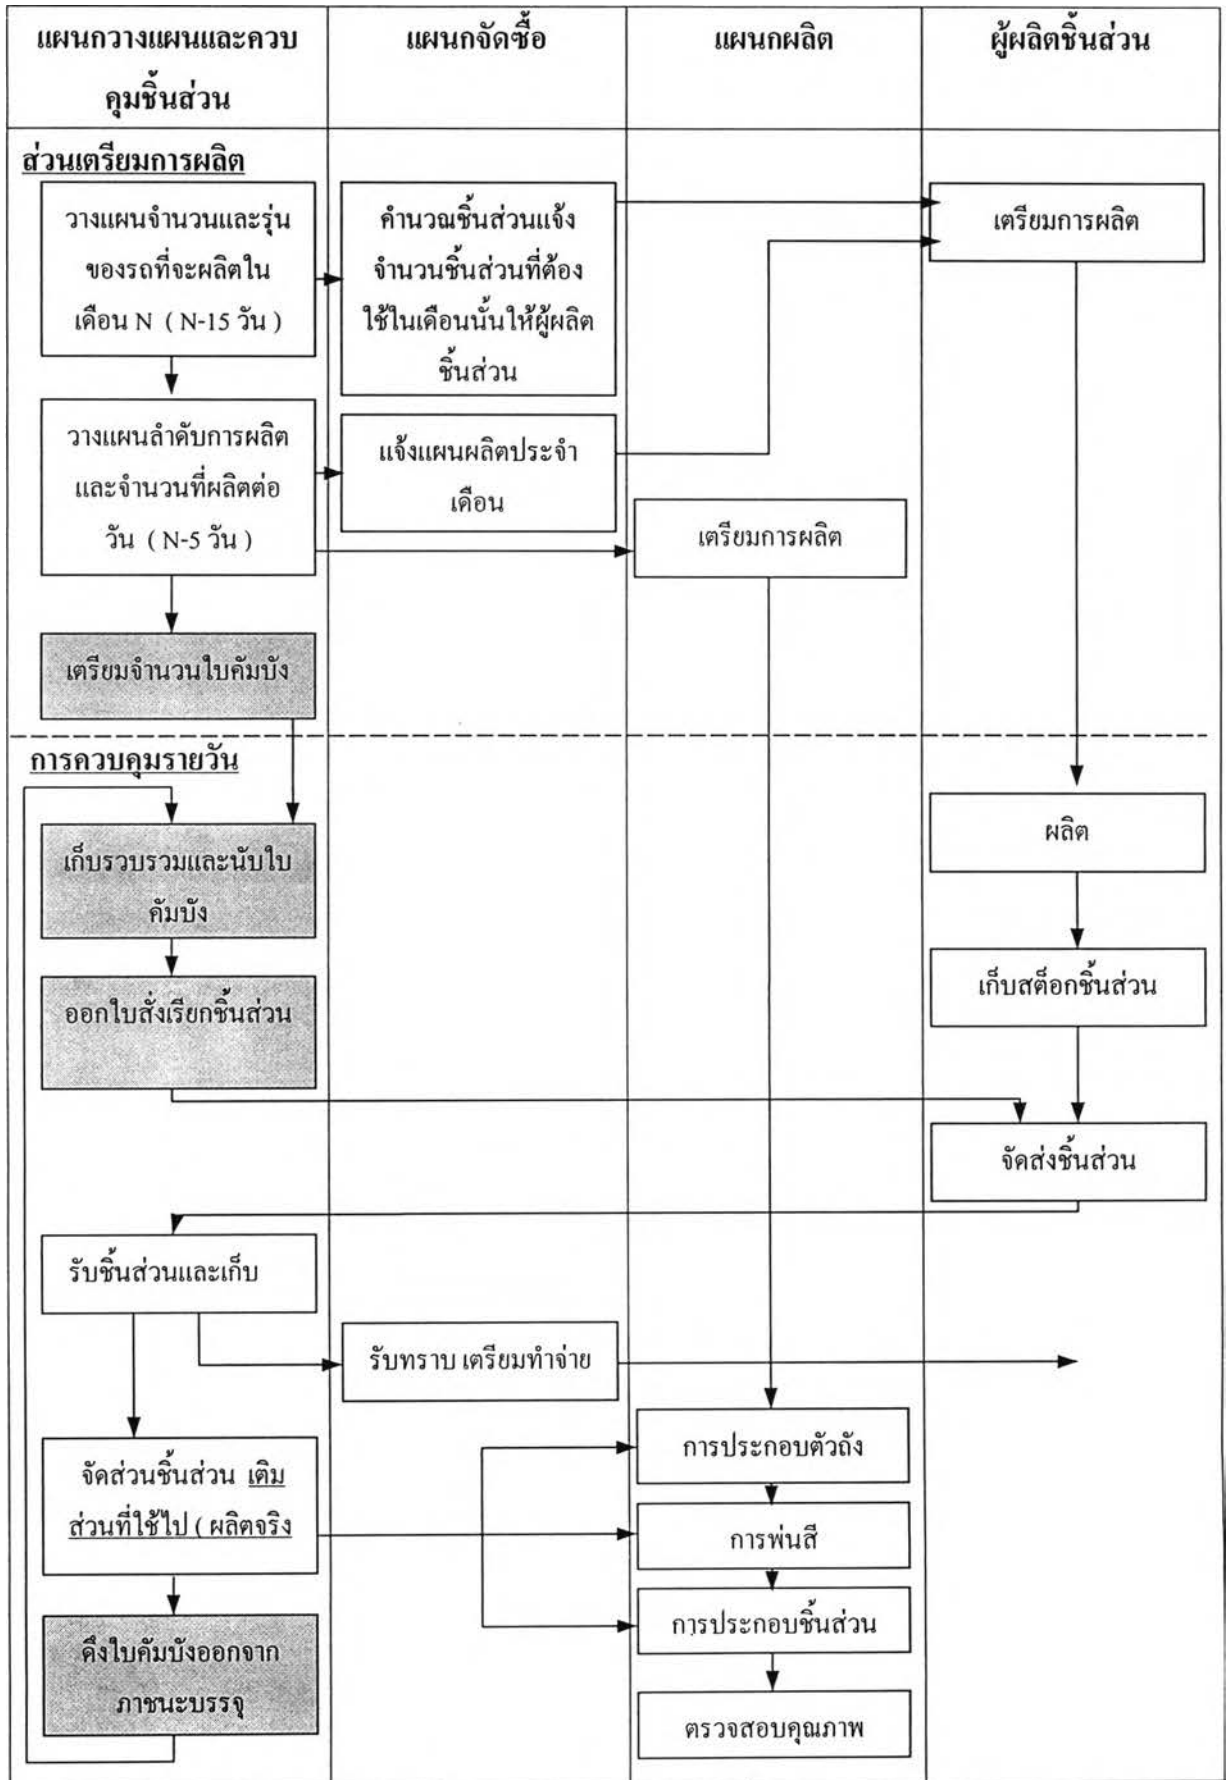 แผนกวางแผนและควบ
คุมชิ้นส่วน
แผนกจัดซื้อ
แผนกผลิต
ผู้ผลิตชิ้นส่วน
ส่วนเตรียมการผลิต
วางแผนจำนวนและรุ่น
ของรถที่จะผลิตใน
เดือน N ( N-15 วัน )
คำนวณชิ้นส่วนแจ้ง
จำนวนชิ้นส่วนที่ต้อง
ใช้ในเดือนนั้นให้ผู้ผลิต
ชิ้นส่วน
เตรียมการผลิต
วางแผนลำดับการผลิต
และจำนวนที่ผลิตต่อ
วัน ( N-5 วัน )
แจ้งแผนผลิตประจำ
เดือน
เตรียมการผลิต
เตรียมจำนวนใบคัมบัง
การควบคุมรายวัน
เก็บรวบรวมและนับใบ
คัมบัง
ผลิต
ออกใบสั่งเรียกชิ้นส่วน
เก็บสต็อกชิ้นส่วน
จัดส่งชิ้นส่วน
รับชิ้นส่วนและเก็บ
รับทราบ เตรียมทำจ่าย
จัดส่วนชิ้นส่วน เติม
ส่วนที่ใช้ไป ( ผลิตจริง
การประกอบตัวถัง
การพ่นสี
การประกอบชิ้นส่วน
ดึงใบคัมบังออกจาก
ภาชนะบรรจุ
ตรวจสอบคุณภาพ